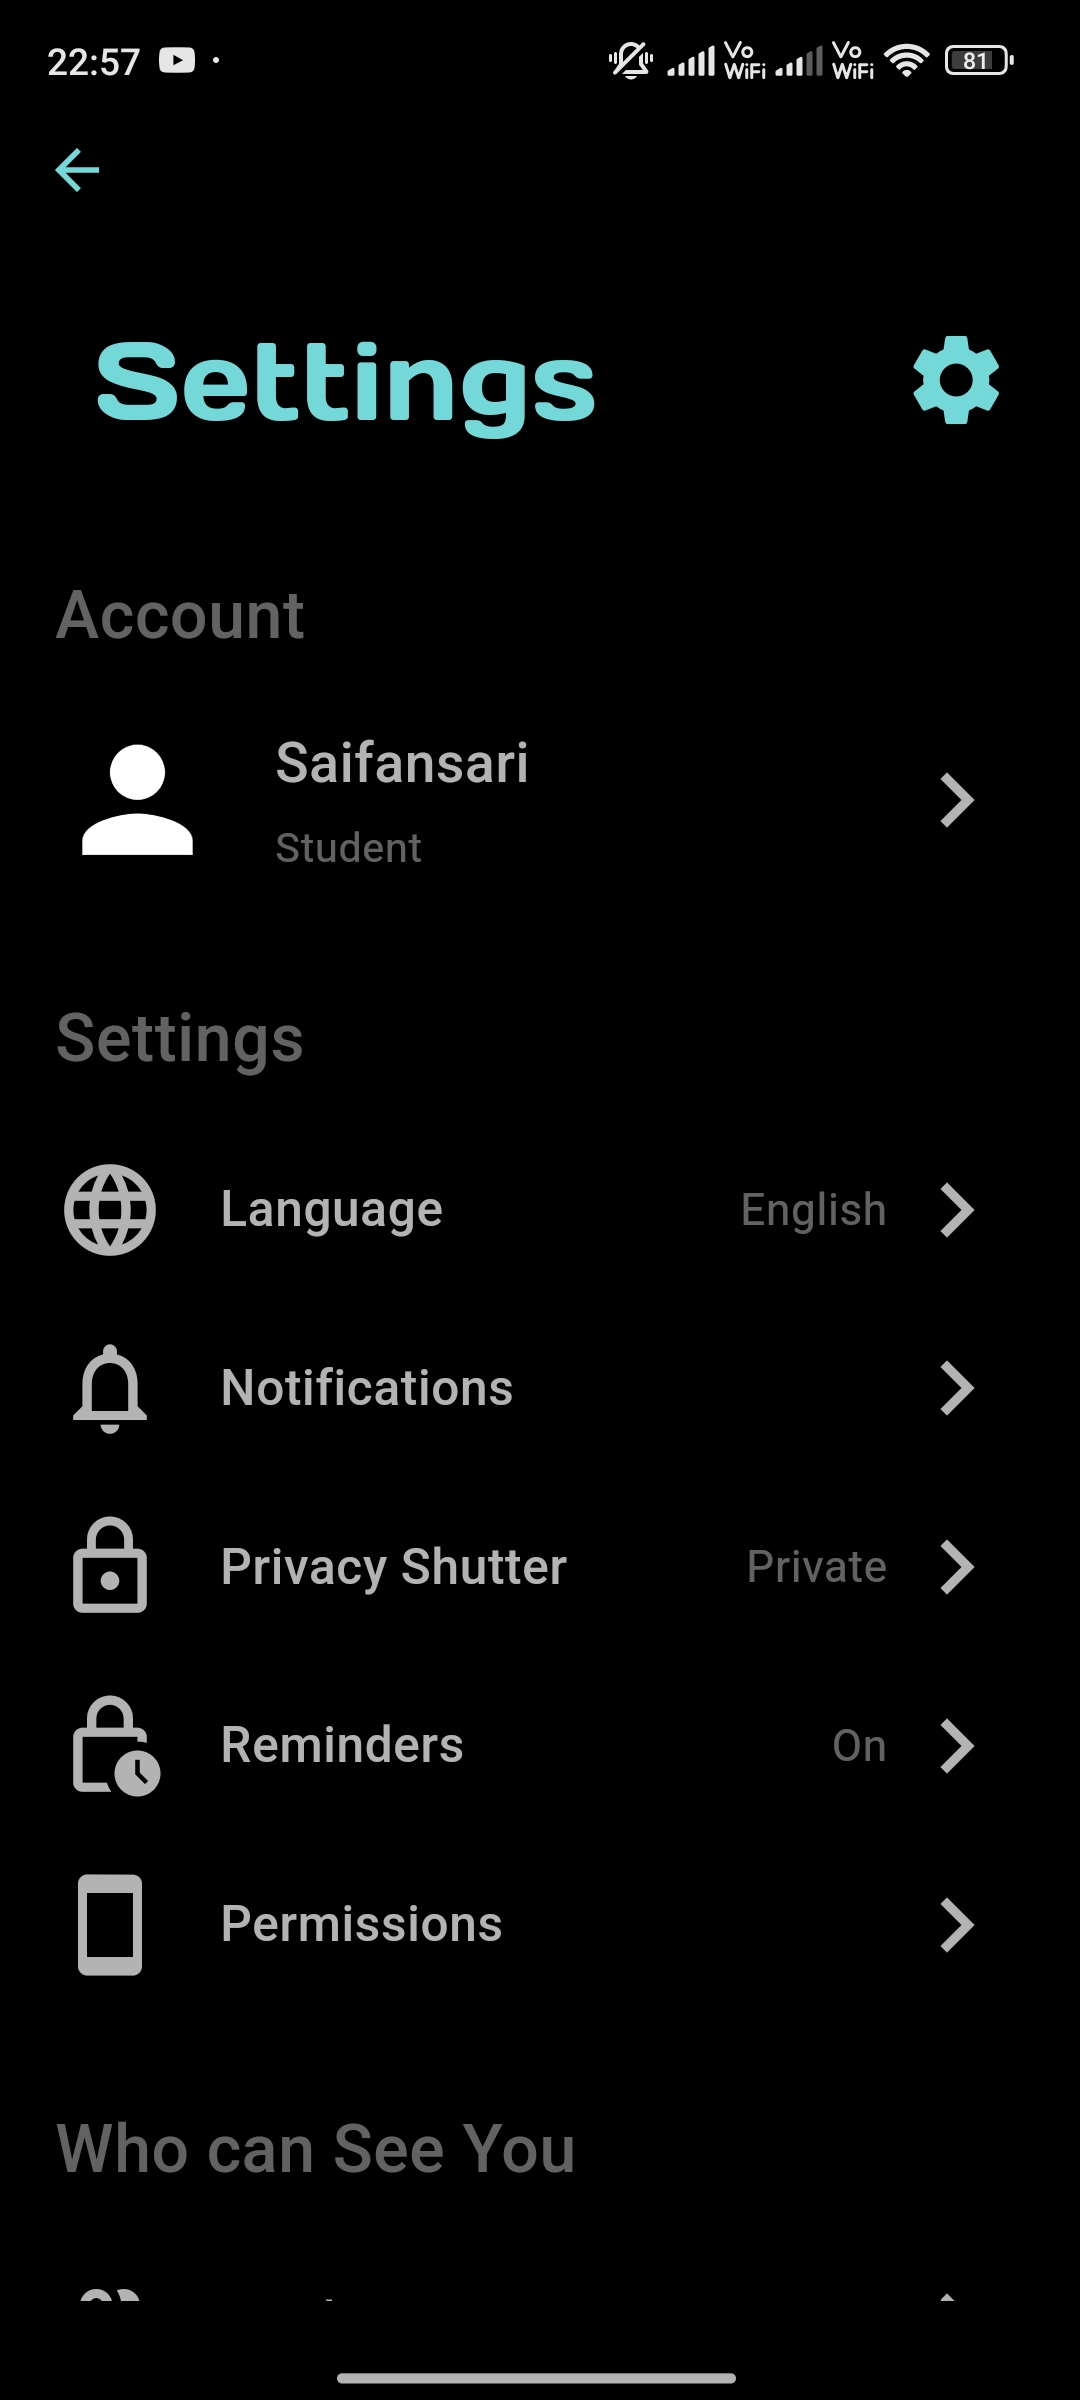 22:57
Vo WiFi Vo WiFi 81
Settings
Account
Saifansari
Student
Settings
Language English
Notifications
Privacy Shutter Private
Reminders On
Permissions
Who can See You